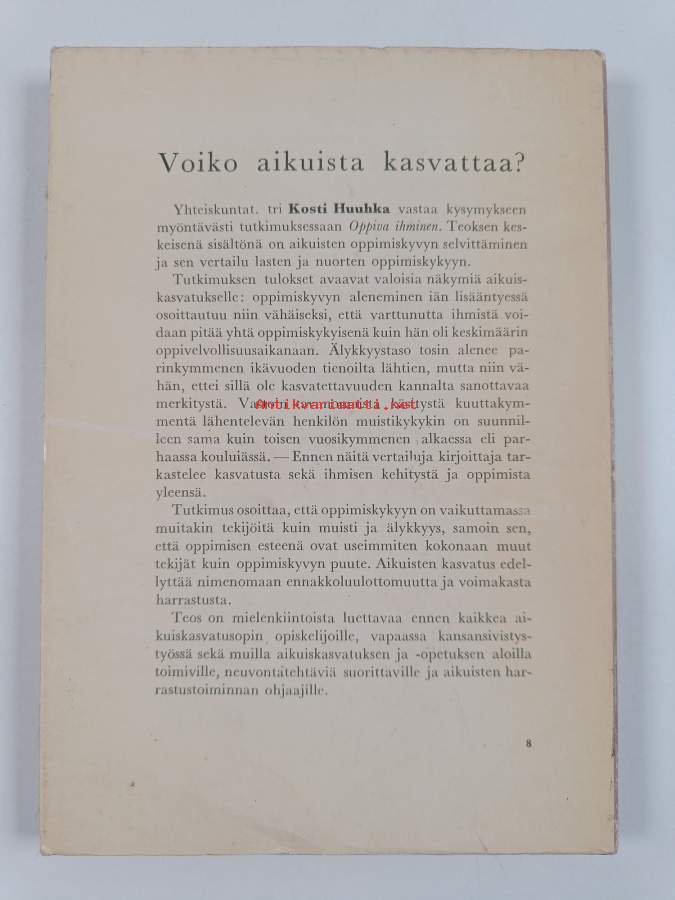 Voiko aikuista kasvattaa?
Yhteiskuntat. tri Kosti Huuhka vastaa kysymykseen
myöntävästi tutkimuksessaan Oppiva ihminen. Teoksen kes-
keisenä sisältönä on aikuisten oppimiskyvyn selvittäminen
ja sen vertailu lasten ja nuorten oppimiskykyyn.
Tutkimuksen tulokset avaavat valoisia näkymiä aikuis-
kasvatukselle: oppimiskyvyn aleneminen iän lisääntyessä
osoittautuu niin vähäiseksi, että varttunutta ihmistä voi-
daan pitää yhtä oppimiskykyisenä kuin hän oli keskimäärin
oppivelvollisuusaikanaan. Älykkyystaso tosin alenee pa-
rinkymmenen ikävuoden tienoilta lähtien, mutta niin vä-
hän, ettei sillä ole kasvatettavuuden kannalta sanottavaa
merkitystä. Vastoin käsitystä kuuttakym-
Antikvariaatti.net
mentä lähentelevän henkilön muistikykykin on suunnil-
leen sama kuin toisen vuosikymmenen alkaessa eli par-
haassa kouluiässä. — Ennen näitä vertailuja kirjoittaja tar-
kastelee kasvatusta sekä ihmisen kehitystä ja oppimista
yleensä.
Tutkimus osoittaa, että oppimiskykyyn on vaikuttamassa
muitakin tekijöitä kuin muisti ja älykkyys, samoin sen,
että oppimisen esteenä ovat useimmiten kokonaan muut
tekijät kuin oppimiskyvyn puute. Aikuisten kasvatus edel-
lyttää nimenomaan ennakkoluulottomuutta ja voimakasta
harrastusta.
Teos on mielenkiintoista luettavaa ennen kaikkea ai-
kuiskasvatusopin opiskelijoille, vapaassa kansansivistys-
työssä sekä muilla aikuiskasvatuksen ja -opetuksen aloilla
toimiville, neuvontatehtäviä suorittaville ja aikuisten har-
rastustoiminnan ohjaajille.
8